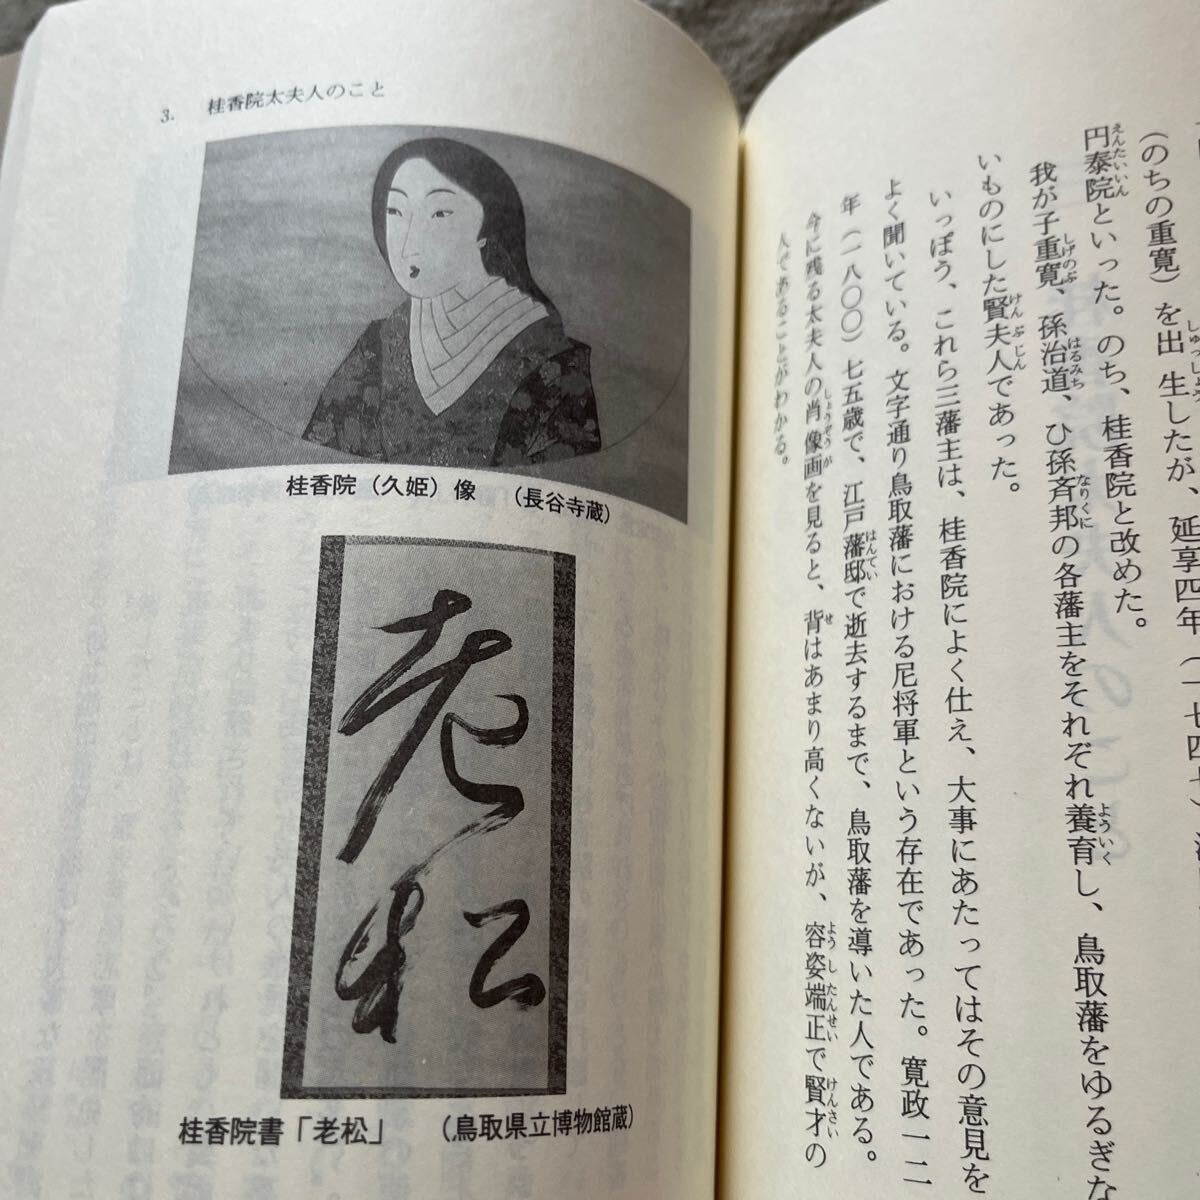 3. 桂香院太夫人のこと
桂香院（久姫）像 （長谷寺蔵）
老松
桂香院書「老松」 （鳥取県立博物館蔵）
（のちの重寛）を出生したが、延享四年（一七四七）
円泰院といった。のち、桂香院と改めた。
我が子重寛、孫治道、ひ孫斉邦の各藩主をそれぞれ養育し、鳥取藩をゆるぎな
いものにした賢夫人であった。
いっぽう、これら三藩主は、桂香院によく仕え、大事にあたってはその意見を
よく聞いている。文字通り鳥取藩における尼将軍という存在であった。寛政一二
年（一八〇〇）七五歳で、江戸藩邸で逝去するまで、鳥取藩を導いた人である。
今に残る太夫人の肖像画を見ると、背はあまり高くないが、容姿端正で賢才の
人であることがわかる。